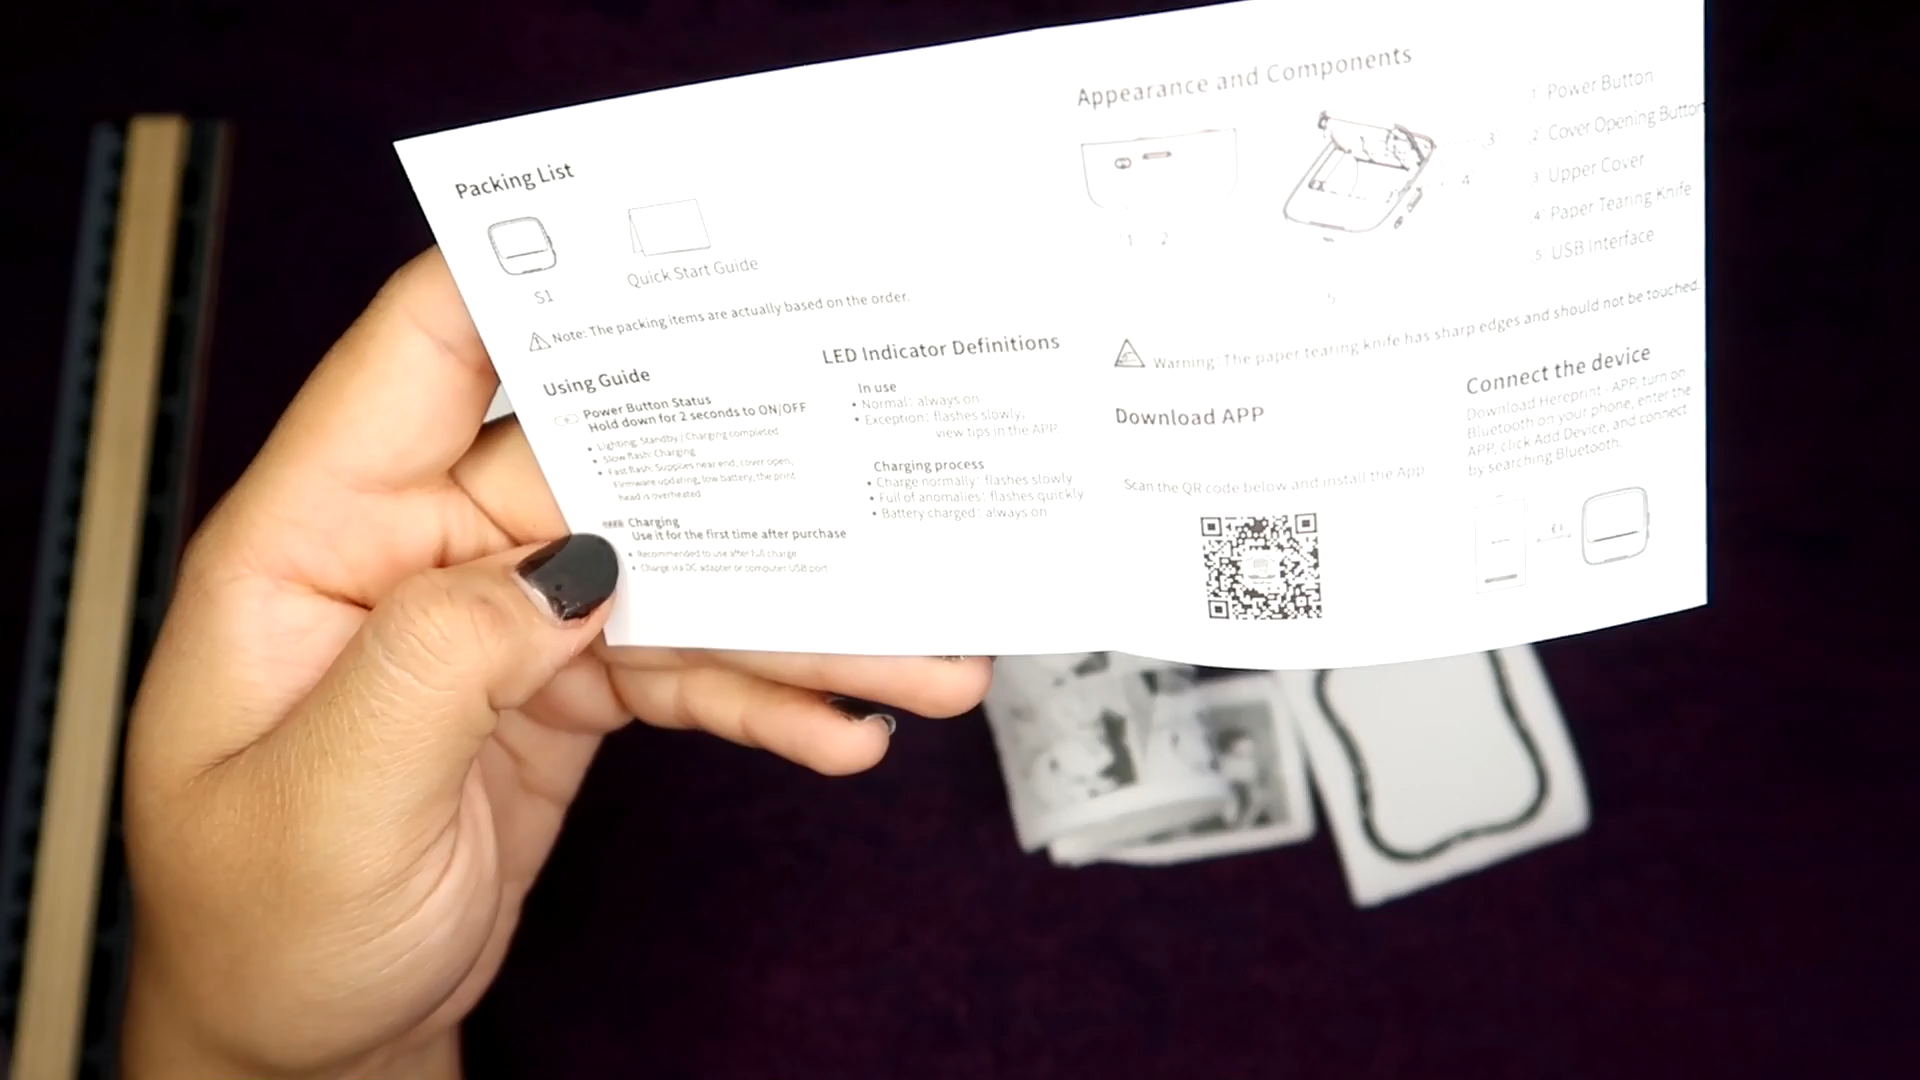 Packing List
S1
Quick Start Guide
Note: The packing items are actually based on the order.
Using Guide
Power Button Status
Hold down for 2 seconds to ON/OFF
• Lighting: Standby / Charging completed
• Slow flash: Charging
• Fast flash: Supplies near end, cover open,
Firmware updating, low battery, the print
head is overheated
Charging
Use it for the first time after purchase
• Recommended to use after full charge
• Charge via DC adapter or computer USB port
LED Indicator Definitions
In use
• Normal: always on
• Exception: flashes slowly,
view tips in the APP
Charging process
• Charge normally: flashes slowly
• Full of anomalies: flashes quickly
• Battery charged: always on
Appearance and Components
1
2
3
4
5
1 Power Button
2 Cover Opening Button
3 Upper Cover
4 Paper Tearing Knife
5 USB Interface
Warning: The paper tearing knife has sharp edges and should not be touched.
Download APP
Scan the QR code below and install the App
Connect the device
Download Hereprint - APP, turn on
Bluetooth on your phone, enter the
APP, click Add Device, and connect
by searching Bluetooth.